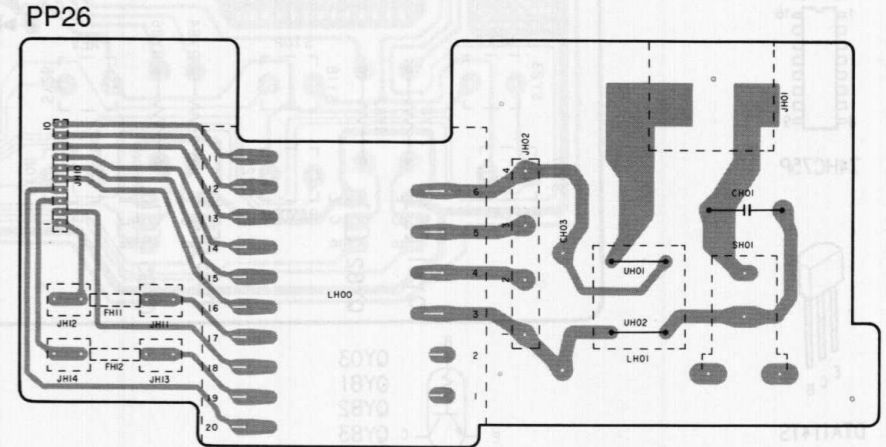 PP26
10
JH10
1
11
12
13
14
15
16
17
18
19
20
LH00
6
5
4
3
2
1
JH02
4
3
2
1
CH03
UH01
UH02
LH01
JH01
CH01
SH01
JH12
FH11
JH11
JH14
FH12
JH13
74HC75P
QY03
QY81
QY82
QY83